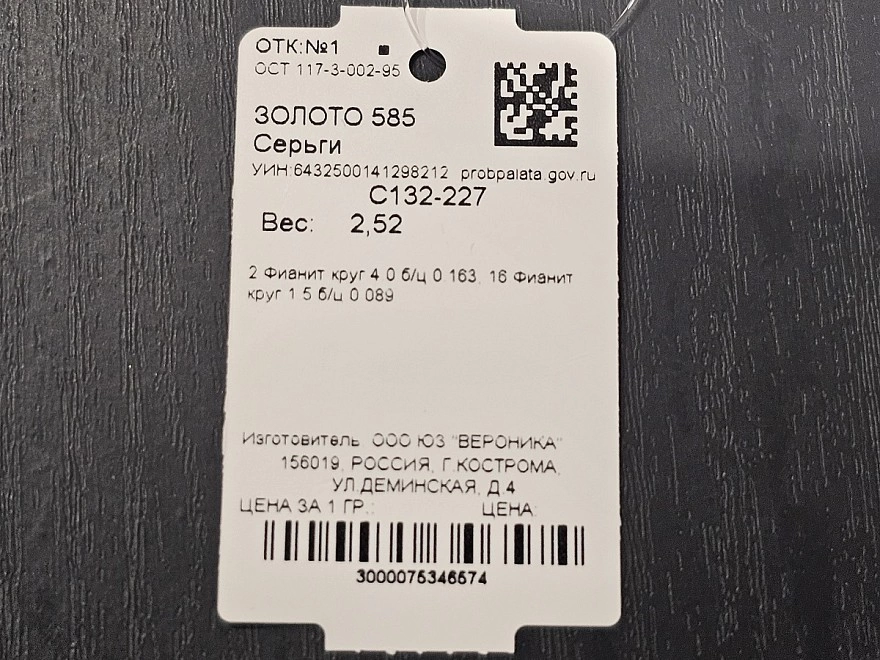 ОТК:№1
ОСТ 117-3-002-95
ЗОЛОТО 585
Серьги
УИН:6432500141298212 probpalata.gov.ru
С132-227
Вес: 2,52
2 Фианит круг 4.0 б/ц 0.163, 16 Фианит
круг 1.5 б/ц 0.089
Изготовитель: ООО ЮЗ "ВЕРОНИКА"
156019, РОССИЯ, Г.КОСТРОМА,
УЛ.ДЕМИНСКАЯ, Д.4
ЦЕНА ЗА 1 ГР.: ЦЕНА:
3000075346574